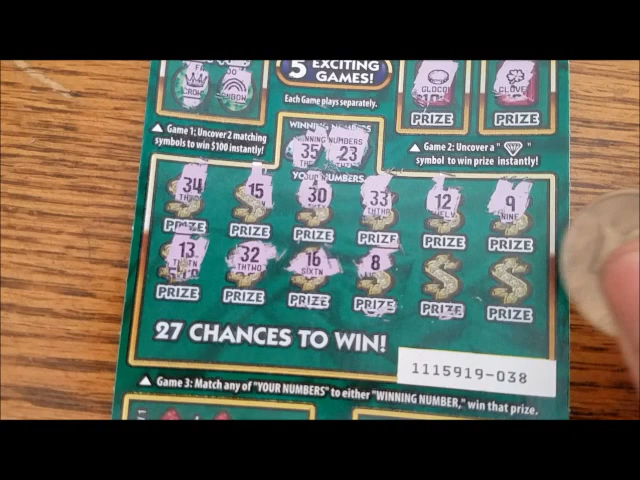 5 EXCITING
GAMES!
Each Game plays separately.
CROWN
PRIZE
PRIZE
Game 1: Uncover 2 matching
symbols to win $100 instantly!
Game 2: Uncover a " "
symbol to win prize instantly!
WINNING NUMBERS
35 23
YOUR NUMBERS
34 15 30 33 12 9
NINE
PRIZE PRIZE PRIZE PRIZE PRIZE PRIZE
13 32 16 8
THTWO SIXTN
PRIZE PRIZE PRIZE PRIZE PRIZE PRIZE
27 CHANCES TO WIN!
1115919-038
Game 3: Match any of "YOUR NUMBERS" to either "WINNING NUMBER," win that prize.